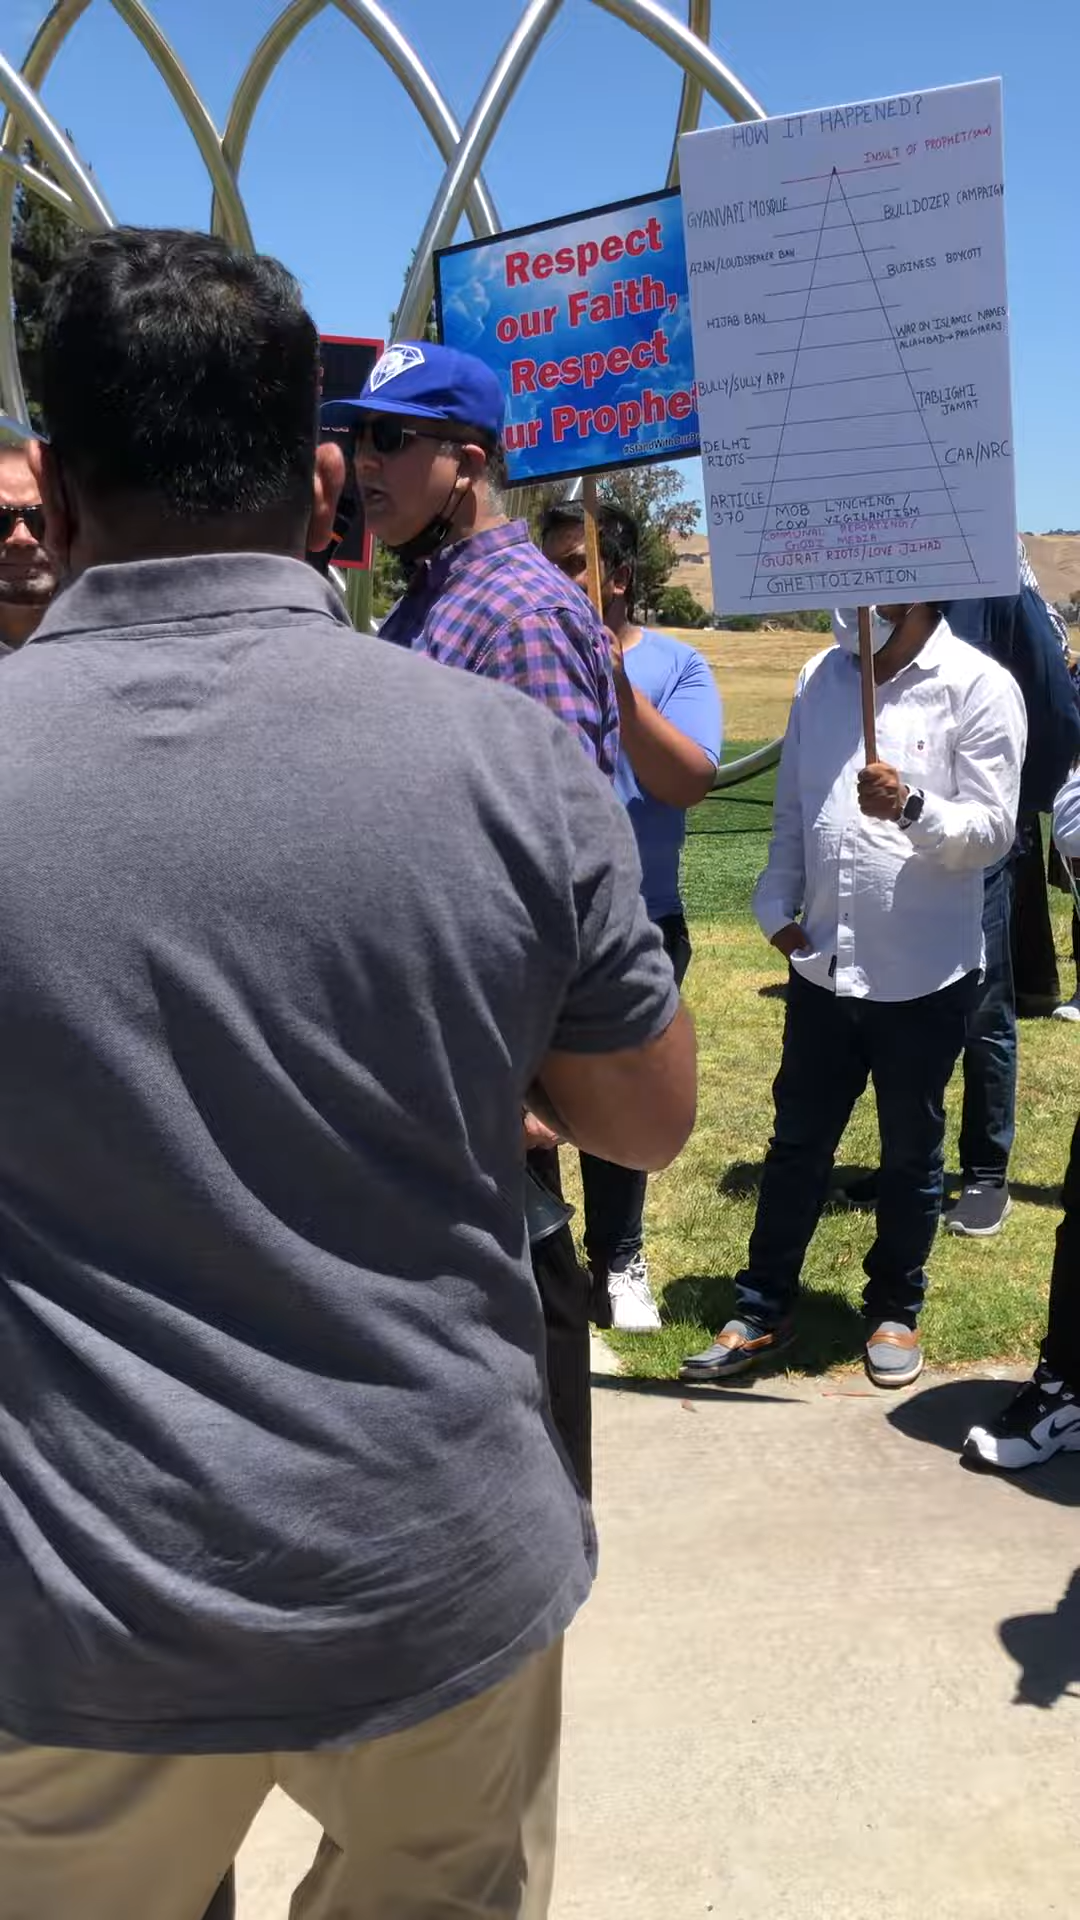 Respect
our Faith,
Respect
ur Prophet
HOW IT HAPPENED?
INSULT OF PROPHET(SAW)
GYANVAPI MOSQUE
BULLDOZER CAMPAIGN
AZAN/LOUDSPEAKER BAN
BUSINESS BOYCOTT
HIJAB BAN
WAR ON ISLAMIC NAMES
ALLAHBAD→PRAGYARAJ
BULLY/SULLY APP
TABLIGHI
JAMAT
DELHI
RIOTS
CAA/NRC
ARTICLE
370
MOB LYNCHING /
COW VIGILANTISM
COMMUNAL REPORTING/
GODI MEDIA
GUJRAT RIOTS/LOVE JIHAD
GHETTOIZATION